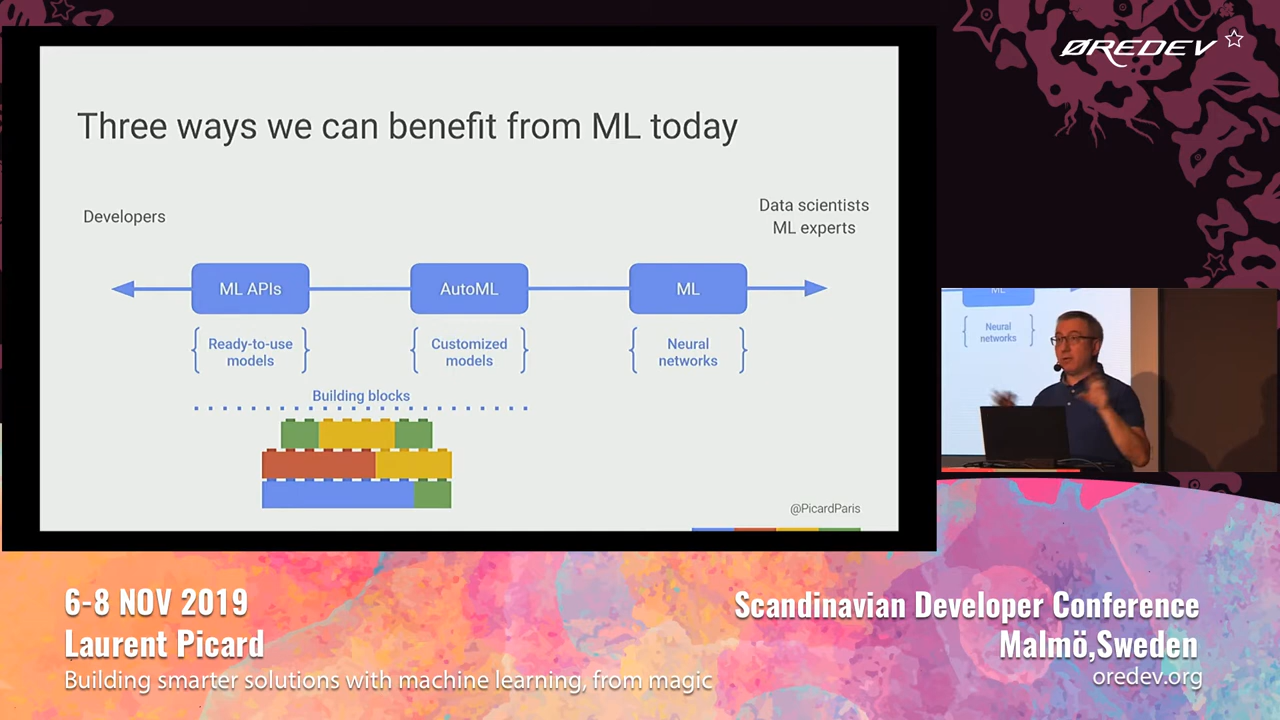 ØREDEV
Three ways we can benefit from ML today
Developers
Data scientists
ML experts
ML APIs
AutoML
ML
Ready-to-use
models
Customized
models
Neural
networks
Building blocks
@PicardParis
ML
Neural
networks
6-8 NOV 2019
Laurent Picard
Building smarter solutions with machine learning, from magic
Scandinavian Developer Conference
Malmö,Sweden
oredev.org